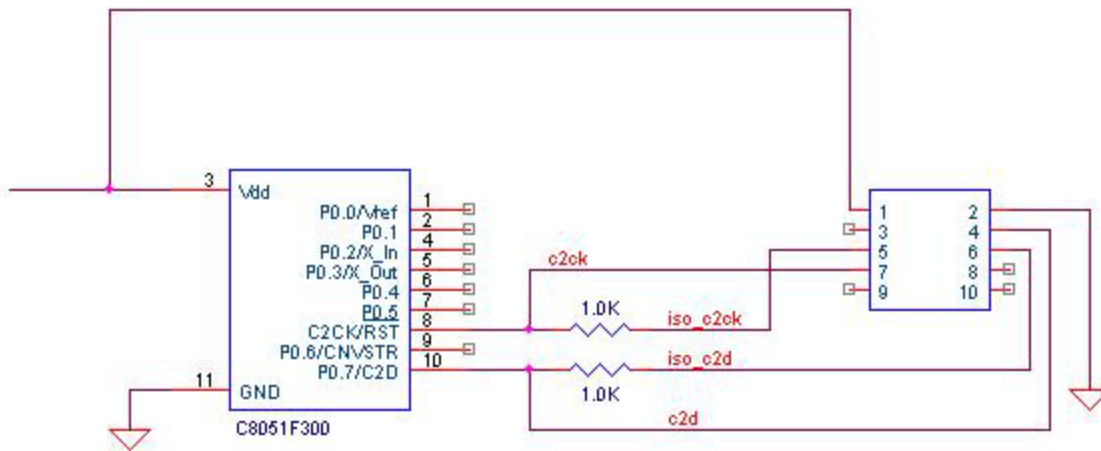 3
Vdd
P0.0/Vref
1
P0.1
2
P0.2/X_In
4
P0.3/X_Out
5
P0.4
6
P0.5
7
C2CK/RST
8
P0.6/CNVSTR
9
P0.7/C2D
10
11
GND
C8051F300
c2ck
1.0K
iso_c2ck
iso_c2d
1.0K
c2d
1 2
3 4
5 6
7 8
9 10